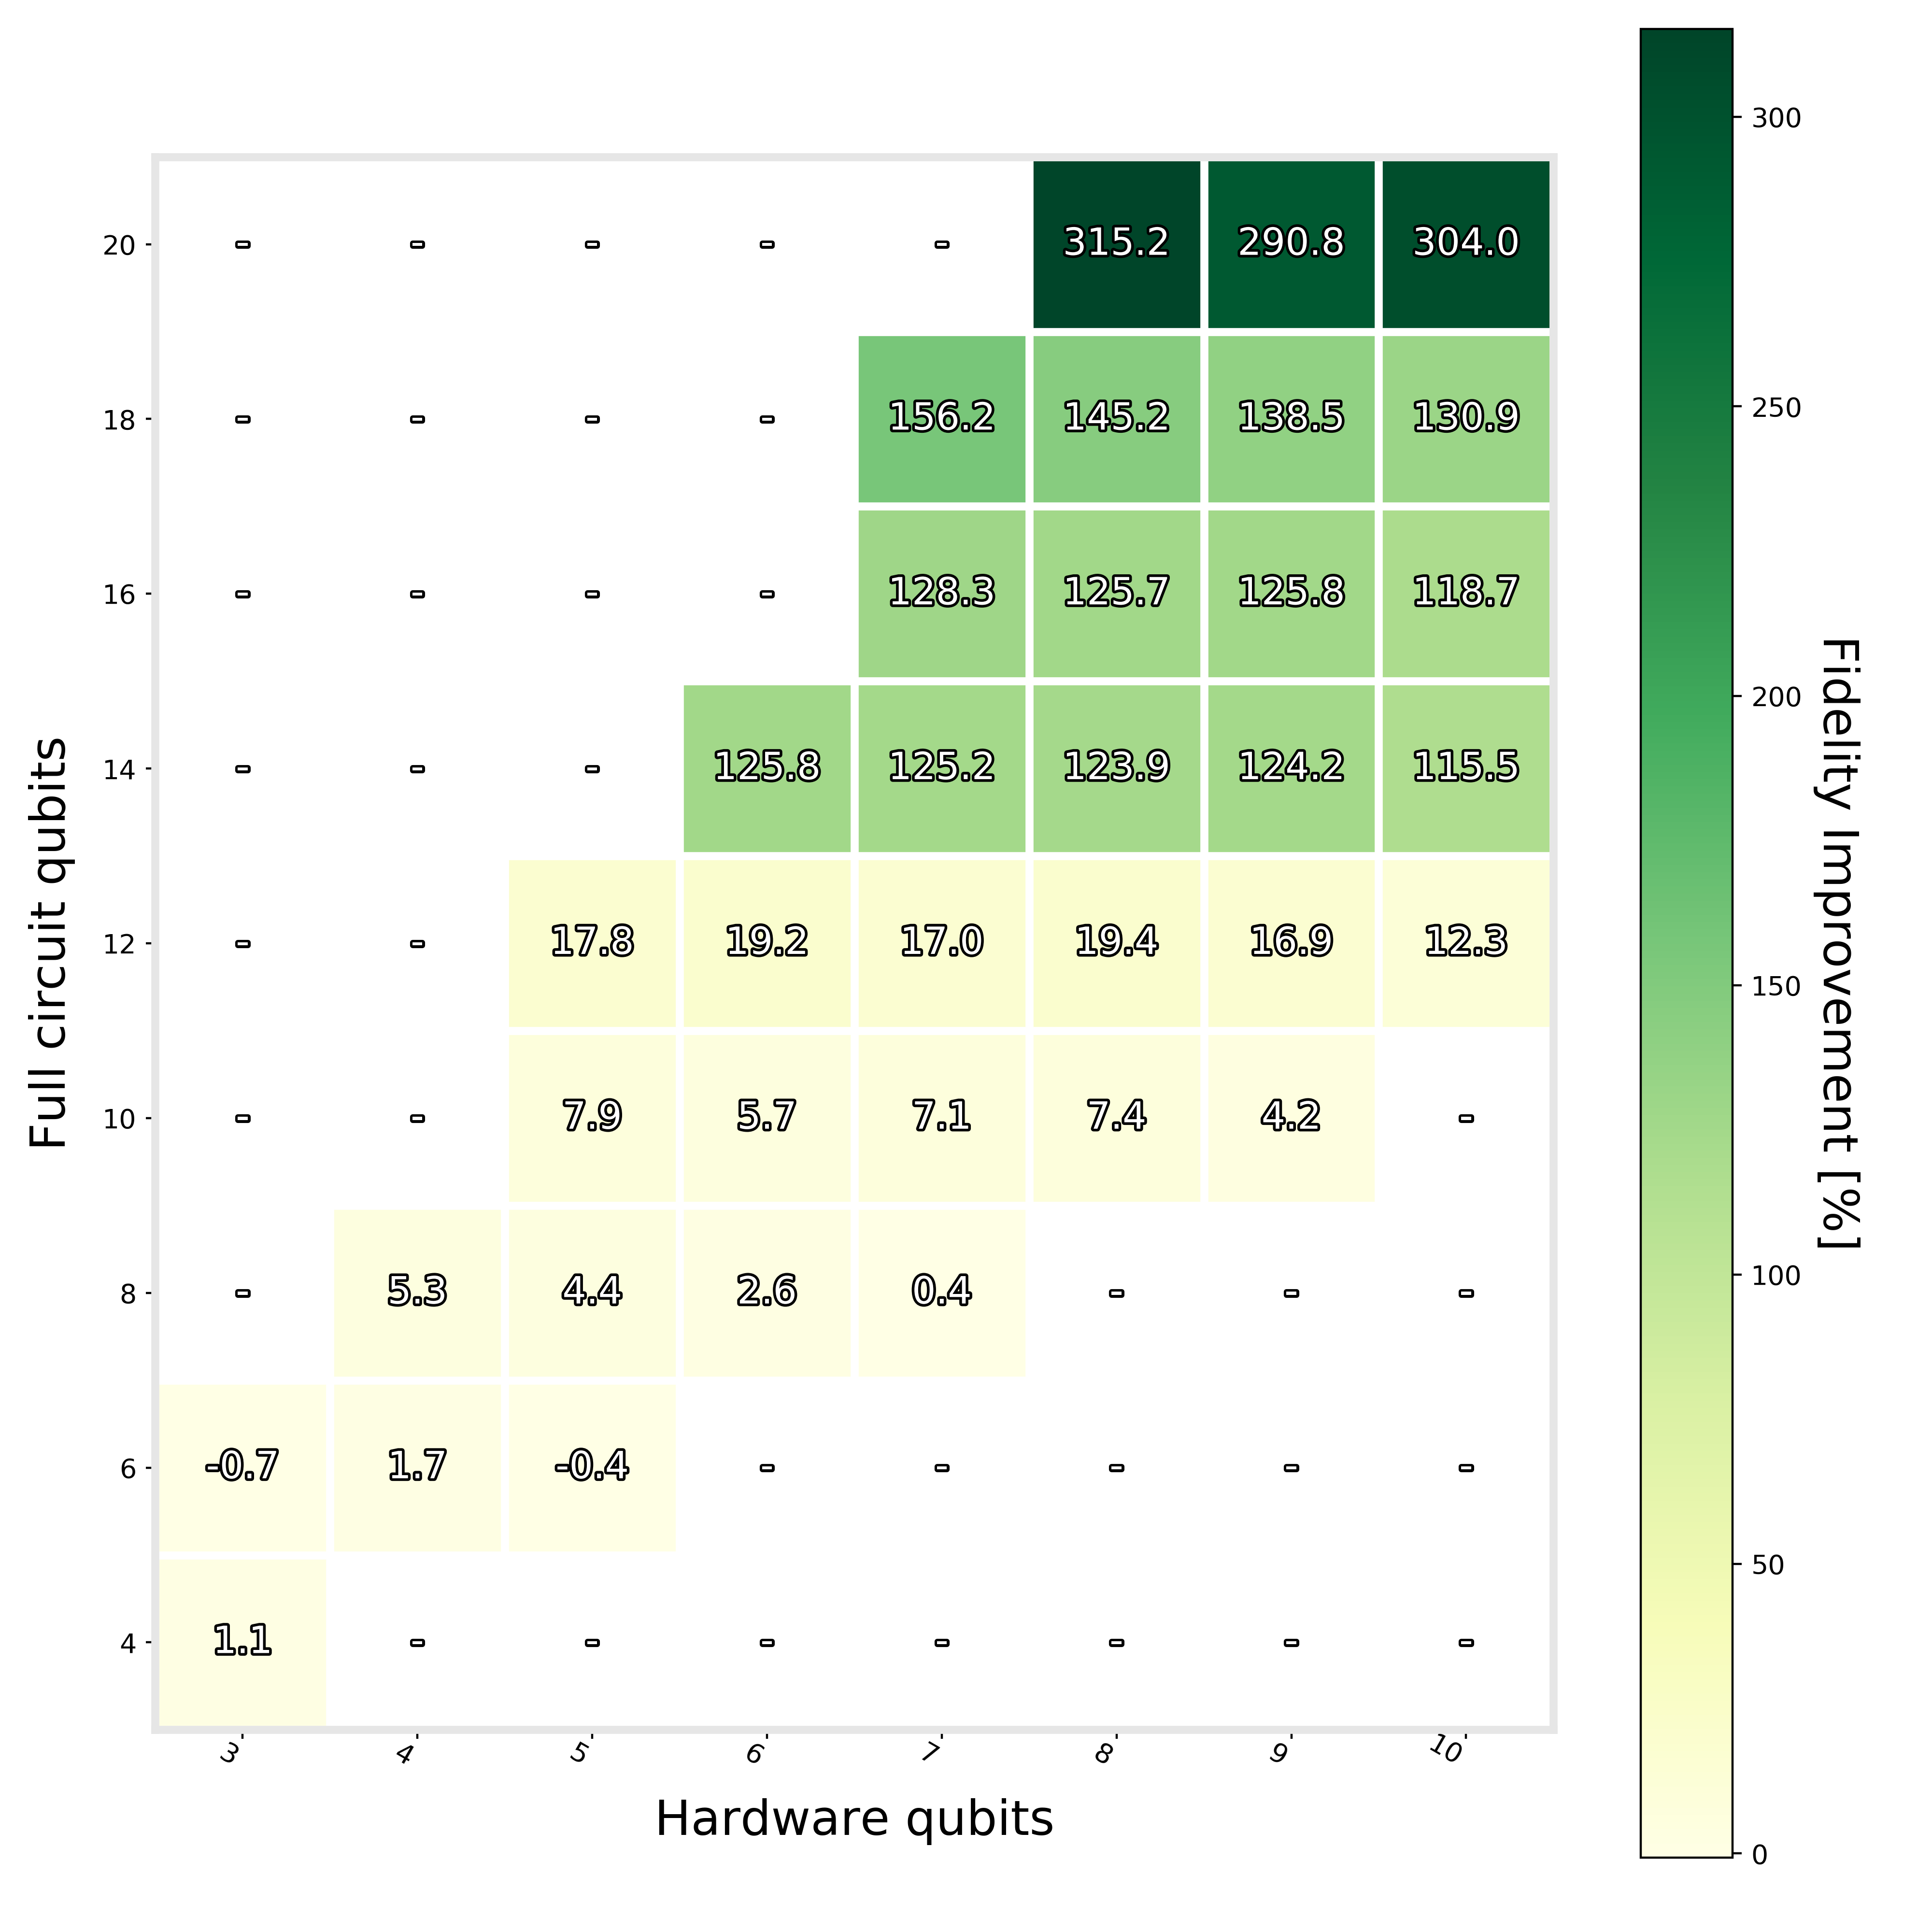 300
20 - - - - - 315.2 290.8 304.0
250
18 - - - - 156.2 145.2 138.5 130.9
16 - - - - 128.3 125.7 125.8 118.7
200
14 - - - 125.8 125.2 123.9 124.2 115.5
12 - - 17.8 19.2 17.0 19.4 16.9 12.3
150
10 - - 7.9 5.7 7.1 7.4 4.2 -
100
8 - 5.3 4.4 2.6 0.4 - - -
6 -0.7 1.7 -0.4 - - - - -
50
4 1.1 - - - - - - -
0
3 4 5 6 7 8 9 10
Hardware qubits
Full circuit qubits
Fidelity Improvement [%]